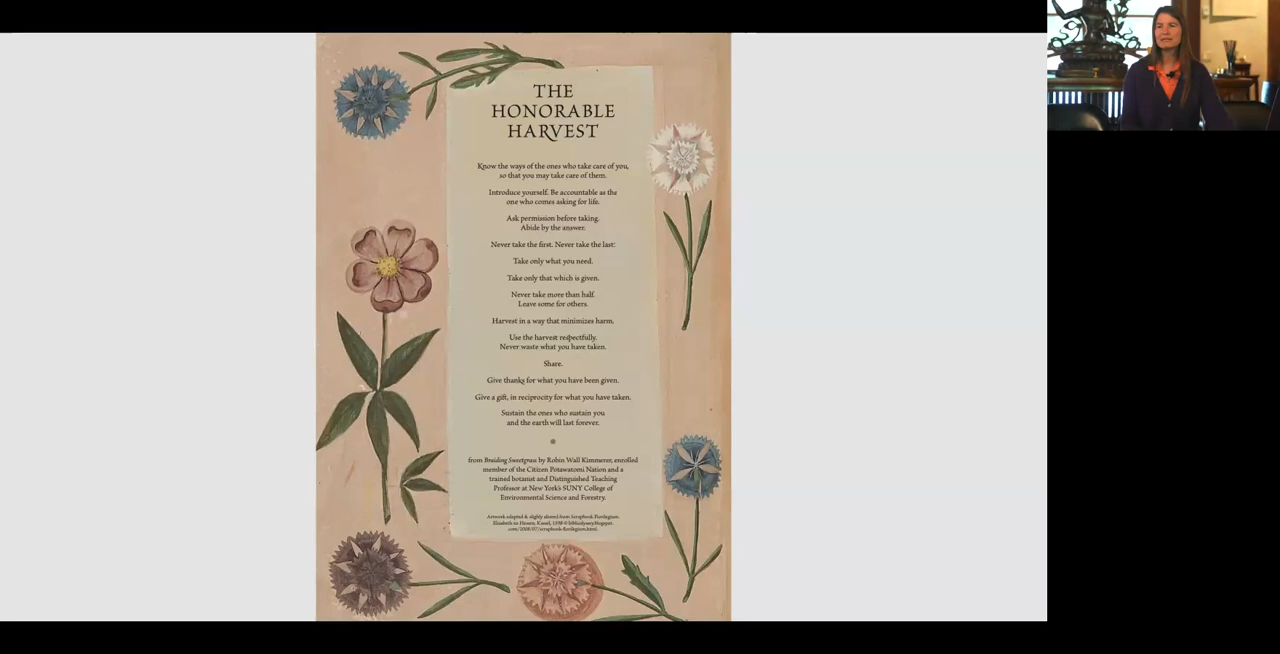 THE
HONORABLE
HARVEST
Know the ways of the ones who take care of you,
so that you may take care of them.
Introduce yourself. Be accountable as the
one who comes asking for life.
Ask permission before taking.
Abide by the answer.
Never take the first. Never take the last.
Take only what you need.
Take only that which is given.
Never take more than half.
Leave some for others.
Harvest in a way that minimizes harm.
Use the harvest respectfully.
Never waste what you have taken.
Share.
Give thanks for what you have been given.
Give a gift, in reciprocity for what you have taken.
Sustain the ones who sustain you
and the earth will last forever.
from Braiding Sweetgrass by Robin Wall Kimmerer, enrolled
member of the Citizen Potawatomi Nation and a
trained botanist and Distinguished Teaching
Professor at New York's SUNY College of
Environmental Science and Forestry.
Artwork adapted & slightly altered from Scrapbook Florilegium,